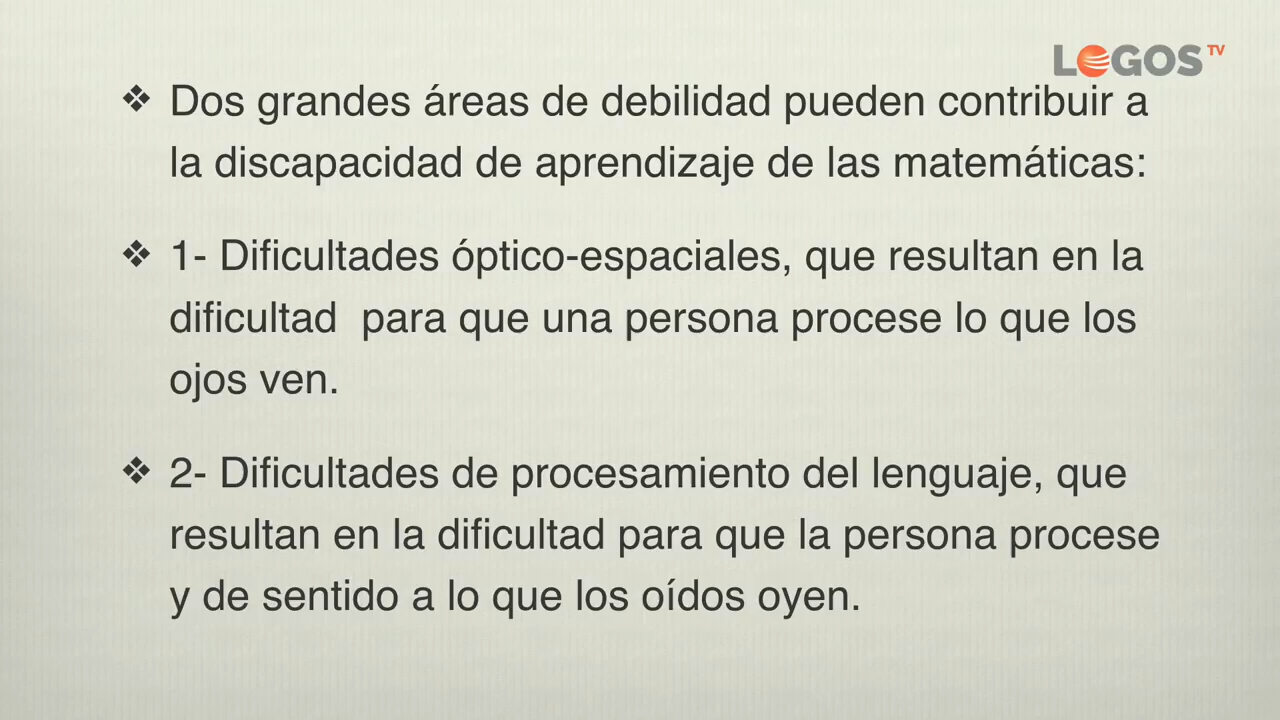 LOGOS TV
❖ Dos grandes áreas de debilidad pueden contribuir a
la discapacidad de aprendizaje de las matemáticas:
❖ 1- Dificultades óptico-espaciales, que resultan en la
dificultad  para que una persona procese lo que los
ojos ven.
❖ 2- Dificultades de procesamiento del lenguaje, que
resultan en la dificultad para que la persona procese
y de sentido a lo que los oídos oyen.